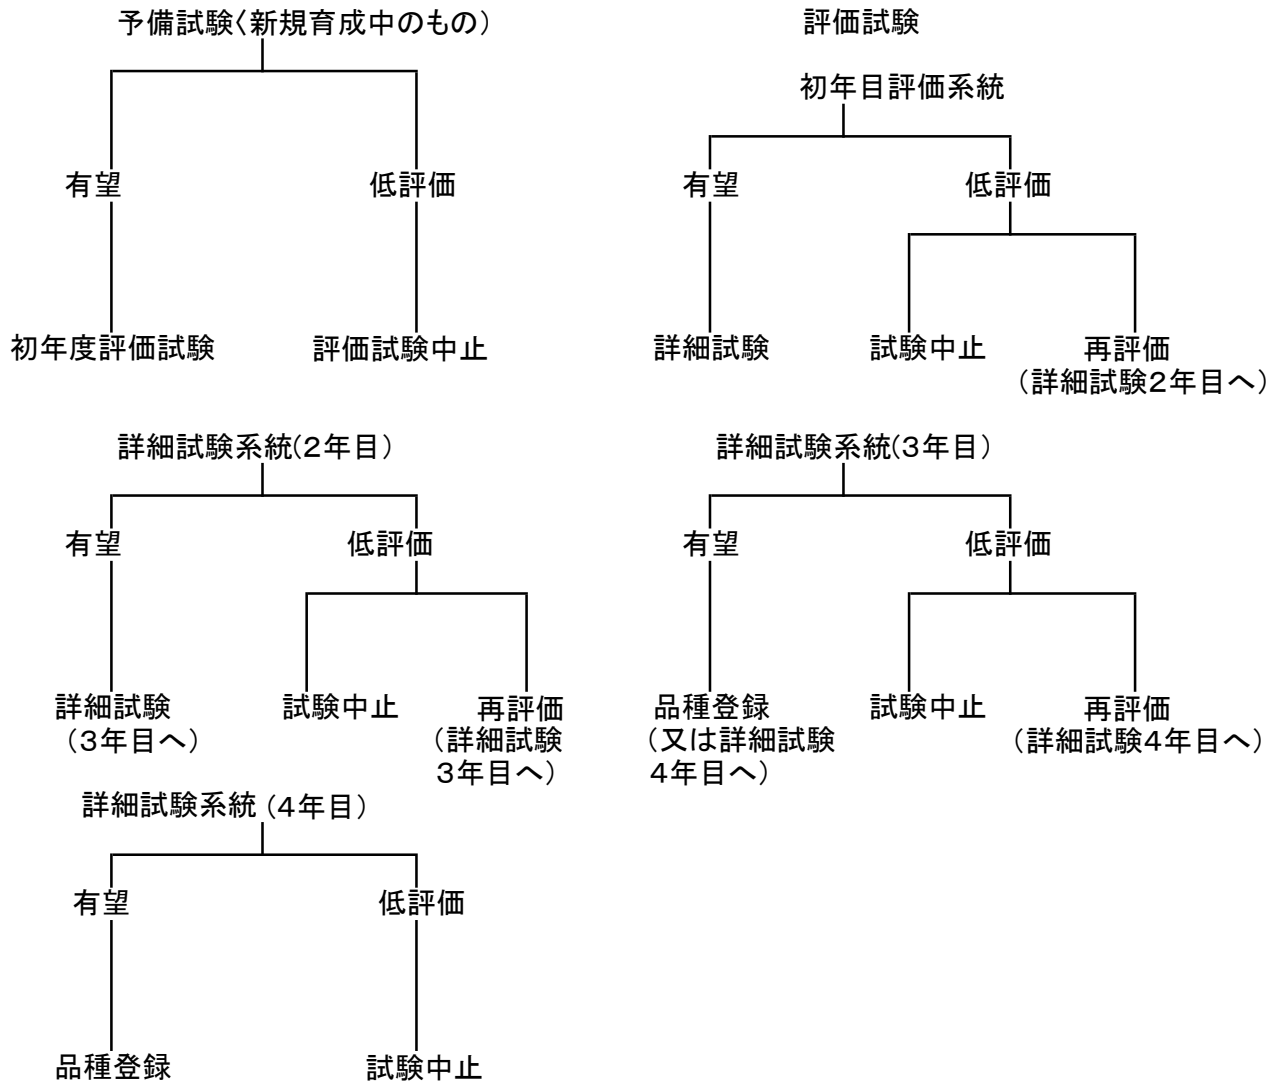 予備試験〈新規育成中のもの）
有望
低評価
初年度評価試験
評価試験中止
評価試験
初年目評価系統
有望
低評価
詳細試験
試験中止
再評価
（詳細試験２年目へ）
詳細試験系統(２年目）
有望
低評価
詳細試験
（３年目へ）
試験中止
再評価
（詳細試験
３年目へ）
詳細試験系統(３年目）
有望
低評価
品種登録
（又は詳細試験
４年目へ）
試験中止
再評価
（詳細試験４年目へ）
詳細試験系統（４年目）
有望
低評価
品種登録
試験中止